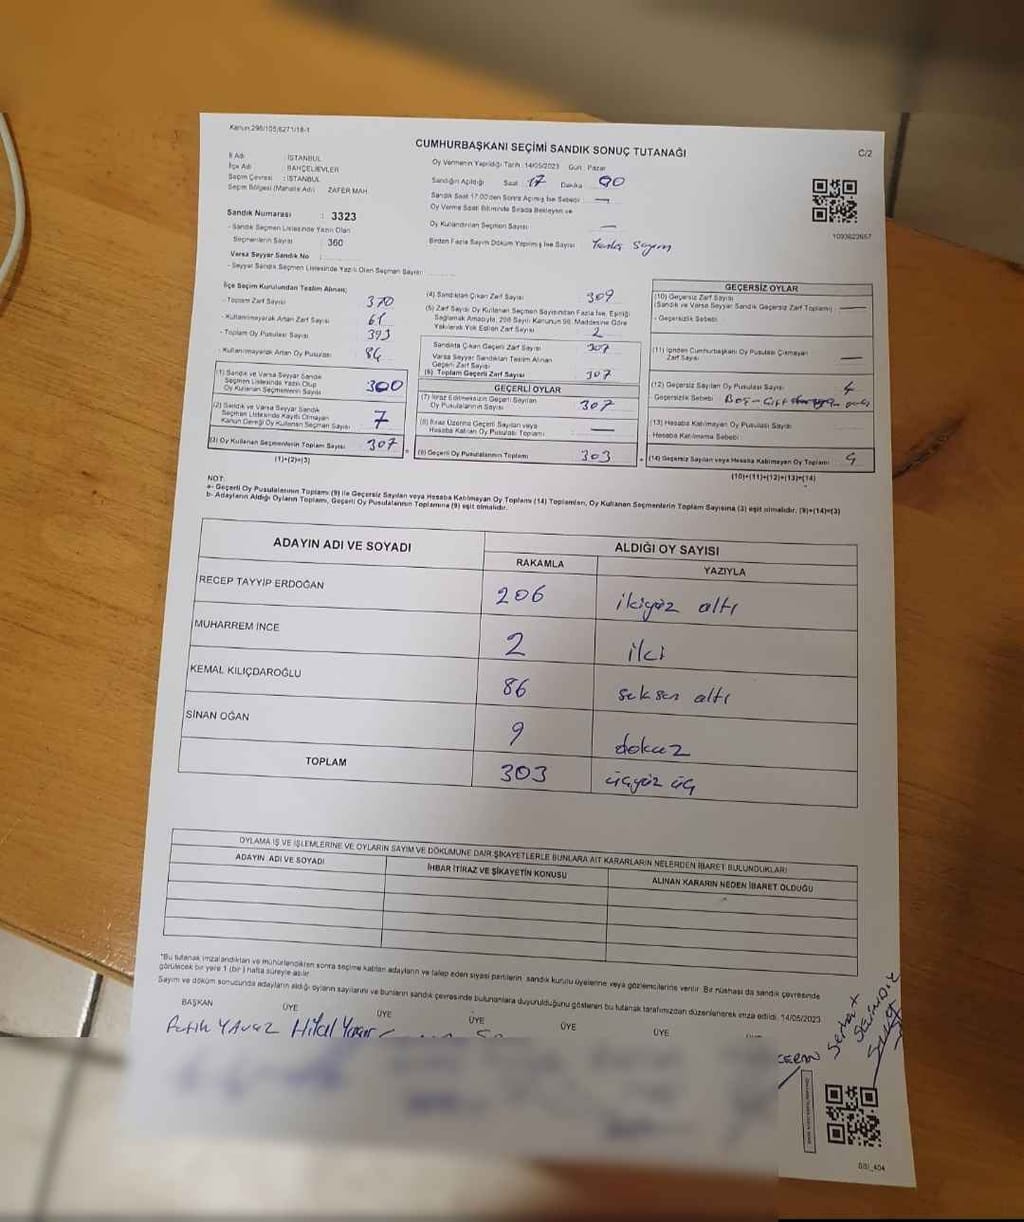 Kanun:298/105,6271/18-1
CUMHURBAŞKANI SEÇİMİ SANDIK SONUÇ TUTANAĞI
C/2
İl Adı : İSTANBUL
İlçe Adı : BAHÇELİEVLER
Seçim Çevresi : İSTANBUL
Seçim Bölgesi (Mahalle Adı) ZAFER MAH.
Oy Vermenin Yapıldığı Tarih: 14/05/2023 Gün: Pazar
Sandığın Açıldığı Saat 17 Dakika 00
Sandık Saat 17.00'den Sonra Açılmış İse Sebebi —
Oy Verme Saati Bitiminde Sırada Bekleyen ve
Oy Kullandırılan Seçmen Sayısı —
Birden Fazla Sayım Döküm Yapılmış İse Sayısı Yanlış Sayım
1093623657
Sandık Numarası : 3323
- Sandık Seçmen Listesinde Yazılı Olan
Seçmenlerin Sayısı 360
Varsa Seyyar Sandık No :
- Seyyar Sandık Seçmen Listesinde Yazılı Olan Seçmen Sayısı
İlçe Seçim Kurulundan Teslim Alınan;
- Toplam Zarf Sayısı 370
- Kullanılmayarak Artan Zarf Sayısı 61
- Toplam Oy Pusulası Sayısı 393
- Kullanılmayarak Artan Oy Pusulası 84
(1) Sandık ve Varsa Seyyar Sandık
Seçmen Listesinde Yazılı Olup
Oy Kullanan Seçmenlerin Sayısı 300
(2) Sandık ve Varsa Seyyar Sandık
Seçmen Listesinde Kayıtlı Olmayan
Kanun Gereği Oy Kullanan Seçmen Sayısı 7
(3) Oy Kullanan Seçmenlerin Toplam Sayısı 307
(1)+(2)=(3)
(4) Sandıktan Çıkan Zarf Sayısı 309
(5) Zarf Sayısı Oy Kullanan Seçmen Sayısından Fazla İse, Eşitliği
Sağlamak Amacıyla, 298 Sayılı Kanunun 98. Maddesine Göre
Yakılarak Yok Edilen Zarf Sayısı 2
Sandıkta Çıkan Geçerli Zarf Sayısı 307
Varsa Seyyar Sandıktan Teslim Alınan
Geçerli Zarf Sayısı
(6) Toplam Geçerli Zarf Sayısı 307
GEÇERLİ OYLAR
(7) İtiraz Edilmeksizin Geçerli Sayılan
Oy Pusulalarının Sayısı 307
(8) İtiraz Üzerine Geçerli Sayılan veya
Hesaba Katılan Oy Pusulası Toplamı —
(9) Geçerli Oy Pusulalarının Toplamı 303
GEÇERSİZ OYLAR
(10) Geçersiz Zarf Sayısı
(Sandık ve Varsa Seyyar Sandık Geçersiz Zarf Toplamı) —
- Geçersizlik Sebebi
(11) İçinden Cumhurbaşkanı Oy Pusulası Çıkmayan
Zarf Sayısı —
(12) Geçersiz Sayılan Oy Pusulası Sayısı 4
Geçersizlik Sebebi Boş - Çift
(13) Hesaba Katılmayan Oy Pusulası Sayısı
Hesaba Katılmama Sebebi
(14) Geçersiz Sayılan veya Hesaba Katılmayan Oy Toplamı 4
(10)+(11)+(12)+(13)=(14)
NOT:
a- Geçerli Oy Pusulalarının Toplamı (9) ile Geçersiz Sayılan veya Hesaba Katılmayan Oy Toplamı (14) Toplamları, Oy Kullanan Seçmenlerin Toplam Sayısına (3) eşit olmalıdır. (9)+(14)=(3)
b- Adayların Aldığı Oyların Toplamı, Geçerli Oy Pusulalarının Toplamına (9) eşit olmalıdır.
ADAYIN ADI VE SOYADI ALDIĞI OY SAYISI
RAKAMLA YAZIYLA
RECEP TAYYİP ERDOĞAN 206 ikiyüz altı
MUHARREM İNCE 2 iki
KEMAL KILIÇDAROĞLU 86 seksen altı
SİNAN OĞAN 9 dokuz
TOPLAM 303 üçyüz üç
OYLAMA İŞ VE İŞLEMLERİNE VE OYLARIN SAYIM VE DÖKÜMÜNE DAİR ŞİKAYETLERLE BUNLARA AİT KARARLARIN NELERDEN İBARET BULUNDUKLARI
ADAYIN ADI VE SOYADI İHBAR İTİRAZ VE ŞİKAYETİN KONUSU ALINAN KARARIN NEDEN İBARET OLDUĞU
"Bu tutanak imzalandıktan ve mühürlendikten sonra seçime katılan adayların ve talep eden siyasi partilerin sandık kurulu üyelerine veya gözlemcilerine verilir. Bir nüshası da sandık çevresinde
görülecek bir yere 1 (bir) hafta süreyle asılır.
Sayım ve döküm sonucunda adayların aldığı oyların sayılarını ve bunların sandık çevresinde bulunanlara duyurulduğunu gösteren bu tutanak tarafımızdan düzenlenerek imza edildi. 14/05/2023
BAŞKAN ÜYE ÜYE ÜYE ÜYE ÜYE
Fatih YAVUZ Hilal Yaşar
CEREN
Serhat